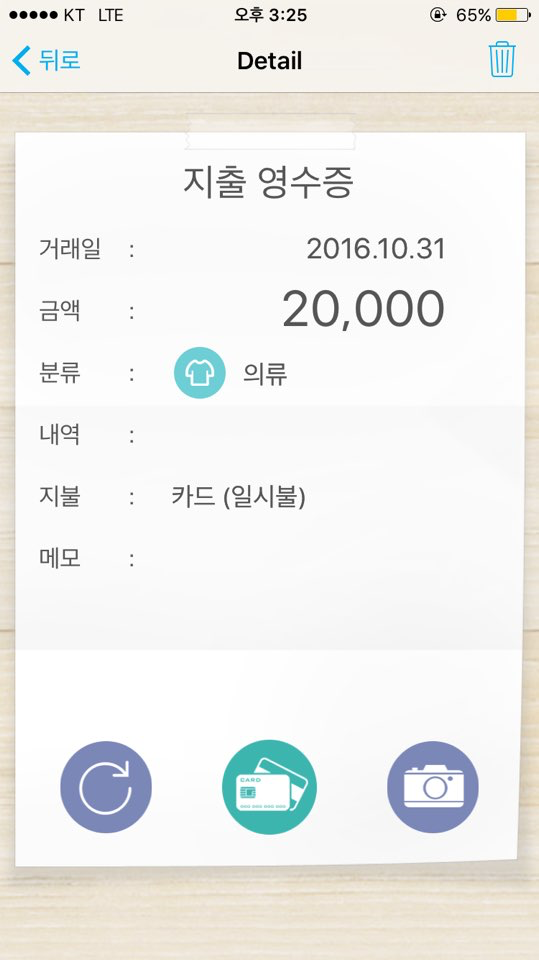 KT LTE 오후 3:25 65%
뒤로 Detail
지출 영수증
거래일 : 2016.10.31
금액 : 20,000
분류 : 의류
내역 :
지불 : 카드 (일시불)
메모 :
CARD